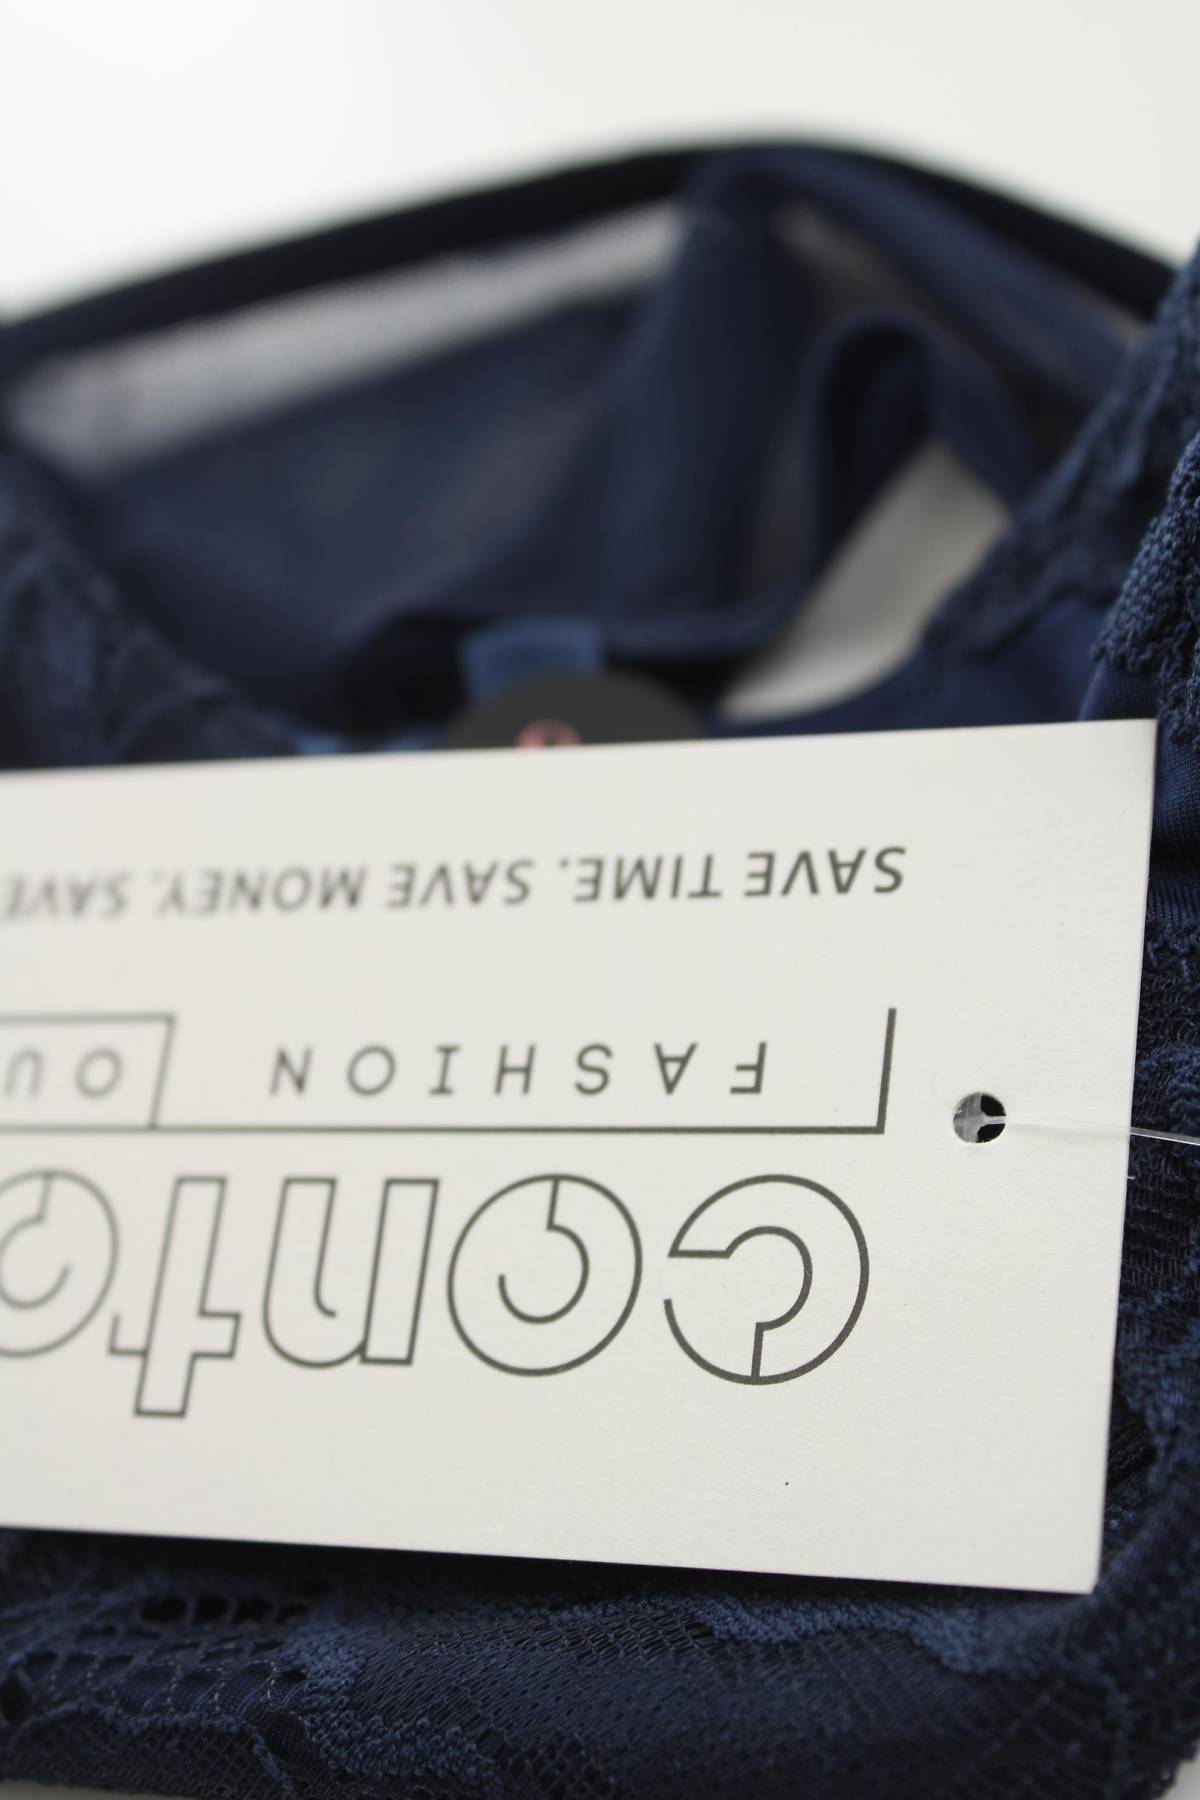 conto
FASHION OU
SAVE TIME. SAVE MONEY. SAVE